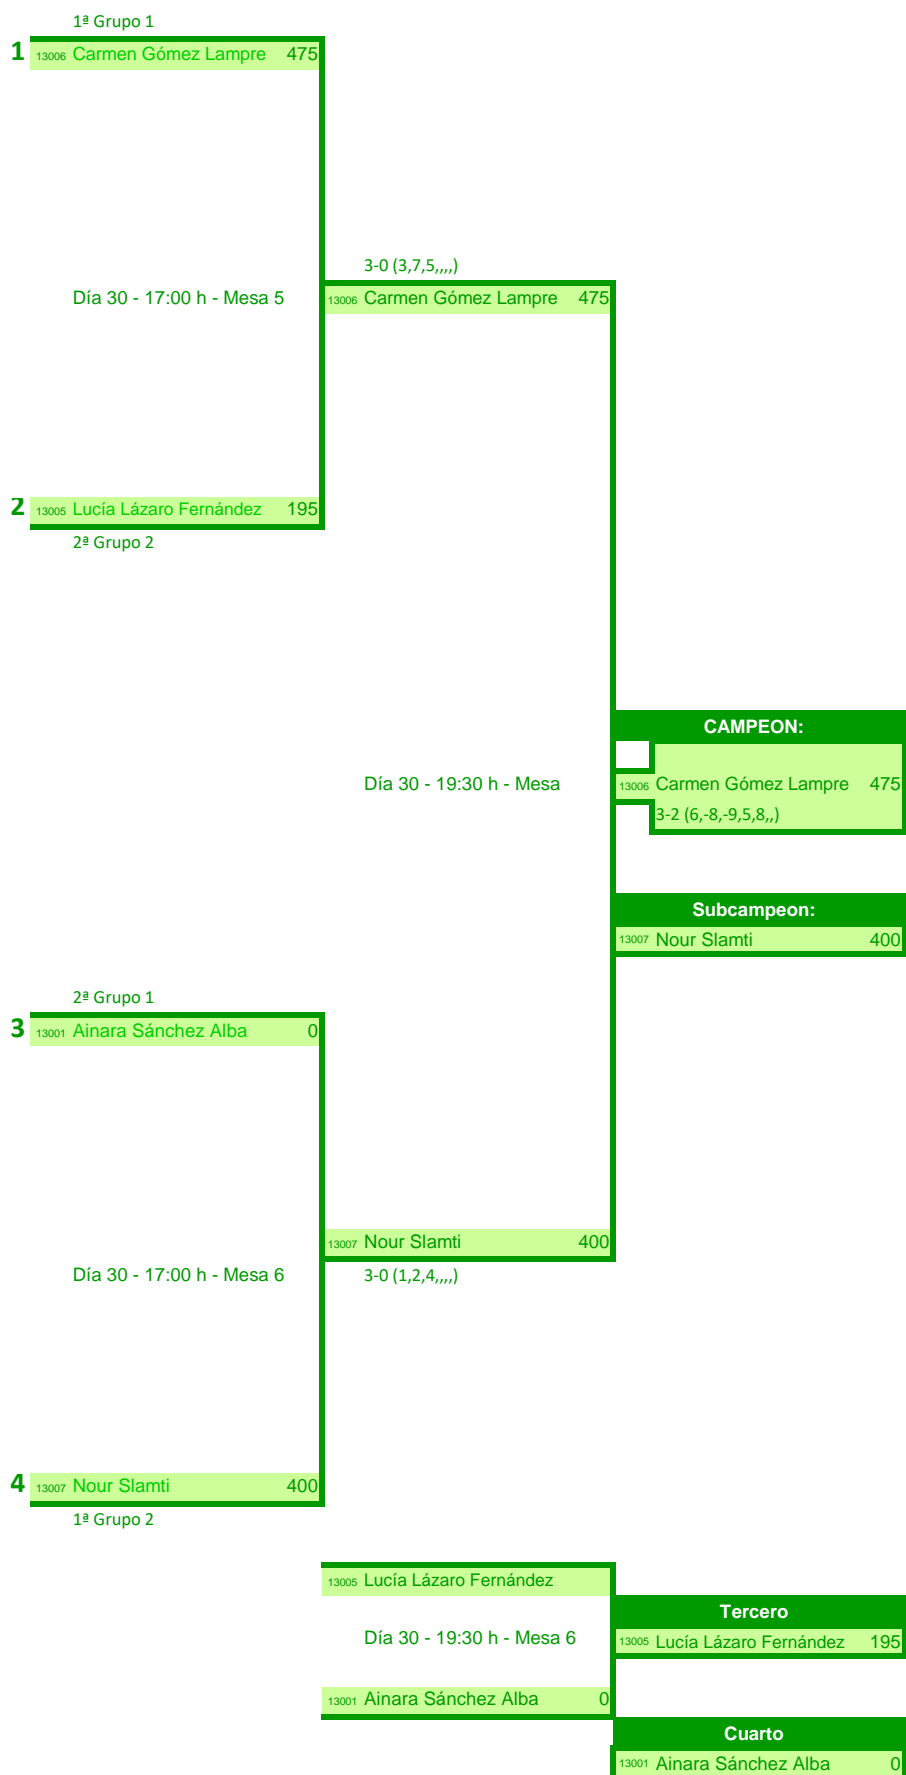 1ª Grupo 1
1 13006 Carmen Gómez Lampre 475
3-0 (3,7,5,,,,)
Día 30 - 17:00 h - Mesa 5
13006 Carmen Gómez Lampre 475
2 13005 Lucía Lázaro Fernández 195
2ª Grupo 2
CAMPEON:
Día 30 - 19:30 h - Mesa
13006 Carmen Gómez Lampre 475
3-2 (6,-8,-9,5,8,,)
Subcampeon:
13007 Nour Slamti 400
2ª Grupo 1
3 13001 Ainara Sánchez Alba 0
13007 Nour Slamti 400
Día 30 - 17:00 h - Mesa 6
3-0 (1,2,4,,,,)
4 13007 Nour Slamti 400
1ª Grupo 2
13005 Lucía Lázaro Fernández
Tercero
Día 30 - 19:30 h - Mesa 6
13005 Lucía Lázaro Fernández 195
13001 Ainara Sánchez Alba 0
Cuarto
13001 Ainara Sánchez Alba 0